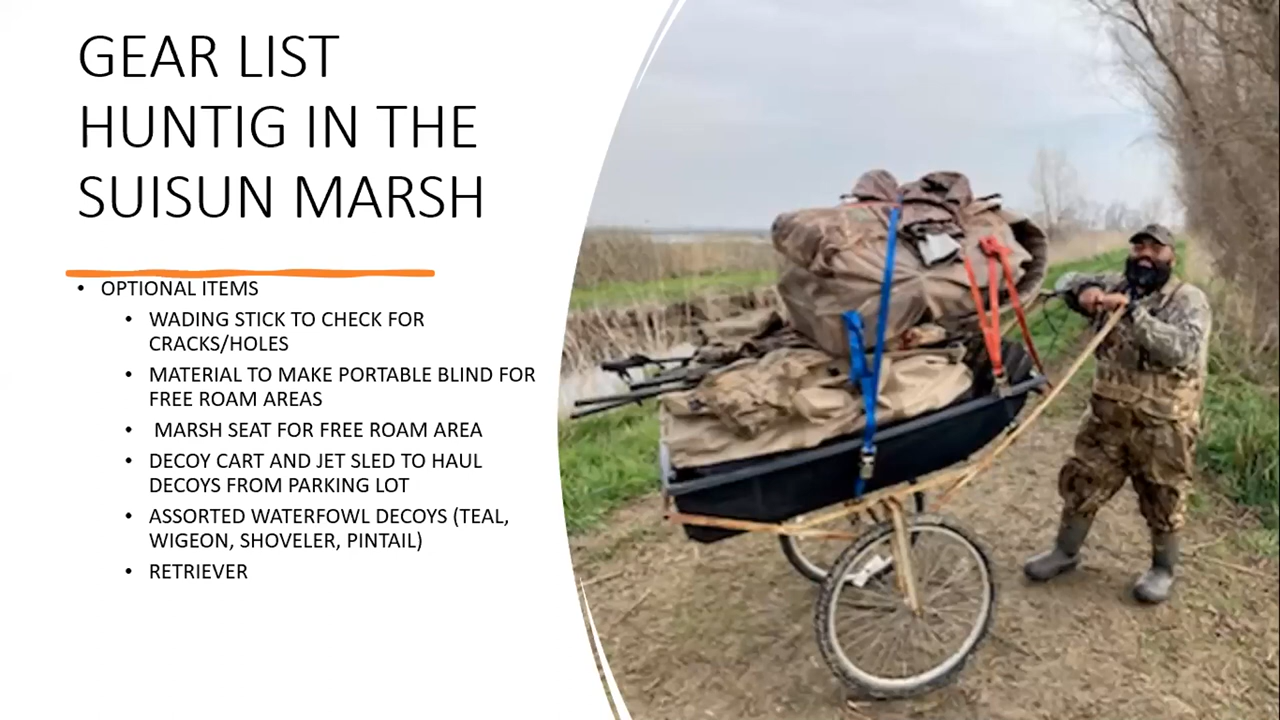 GEAR LIST
HUNTIG IN THE
SUISUN MARSH
• OPTIONAL ITEMS
• WADING STICK TO CHECK FOR
CRACKS/HOLES
• MATERIAL TO MAKE PORTABLE BLIND FOR
FREE ROAM AREAS
• MARSH SEAT FOR FREE ROAM AREA
• DECOY CART AND JET SLED TO HAUL
DECOYS FROM PARKING LOT
• ASSORTED WATERFOWL DECOYS (TEAL,
WIGEON, SHOVELER, PINTAIL)
• RETRIEVER